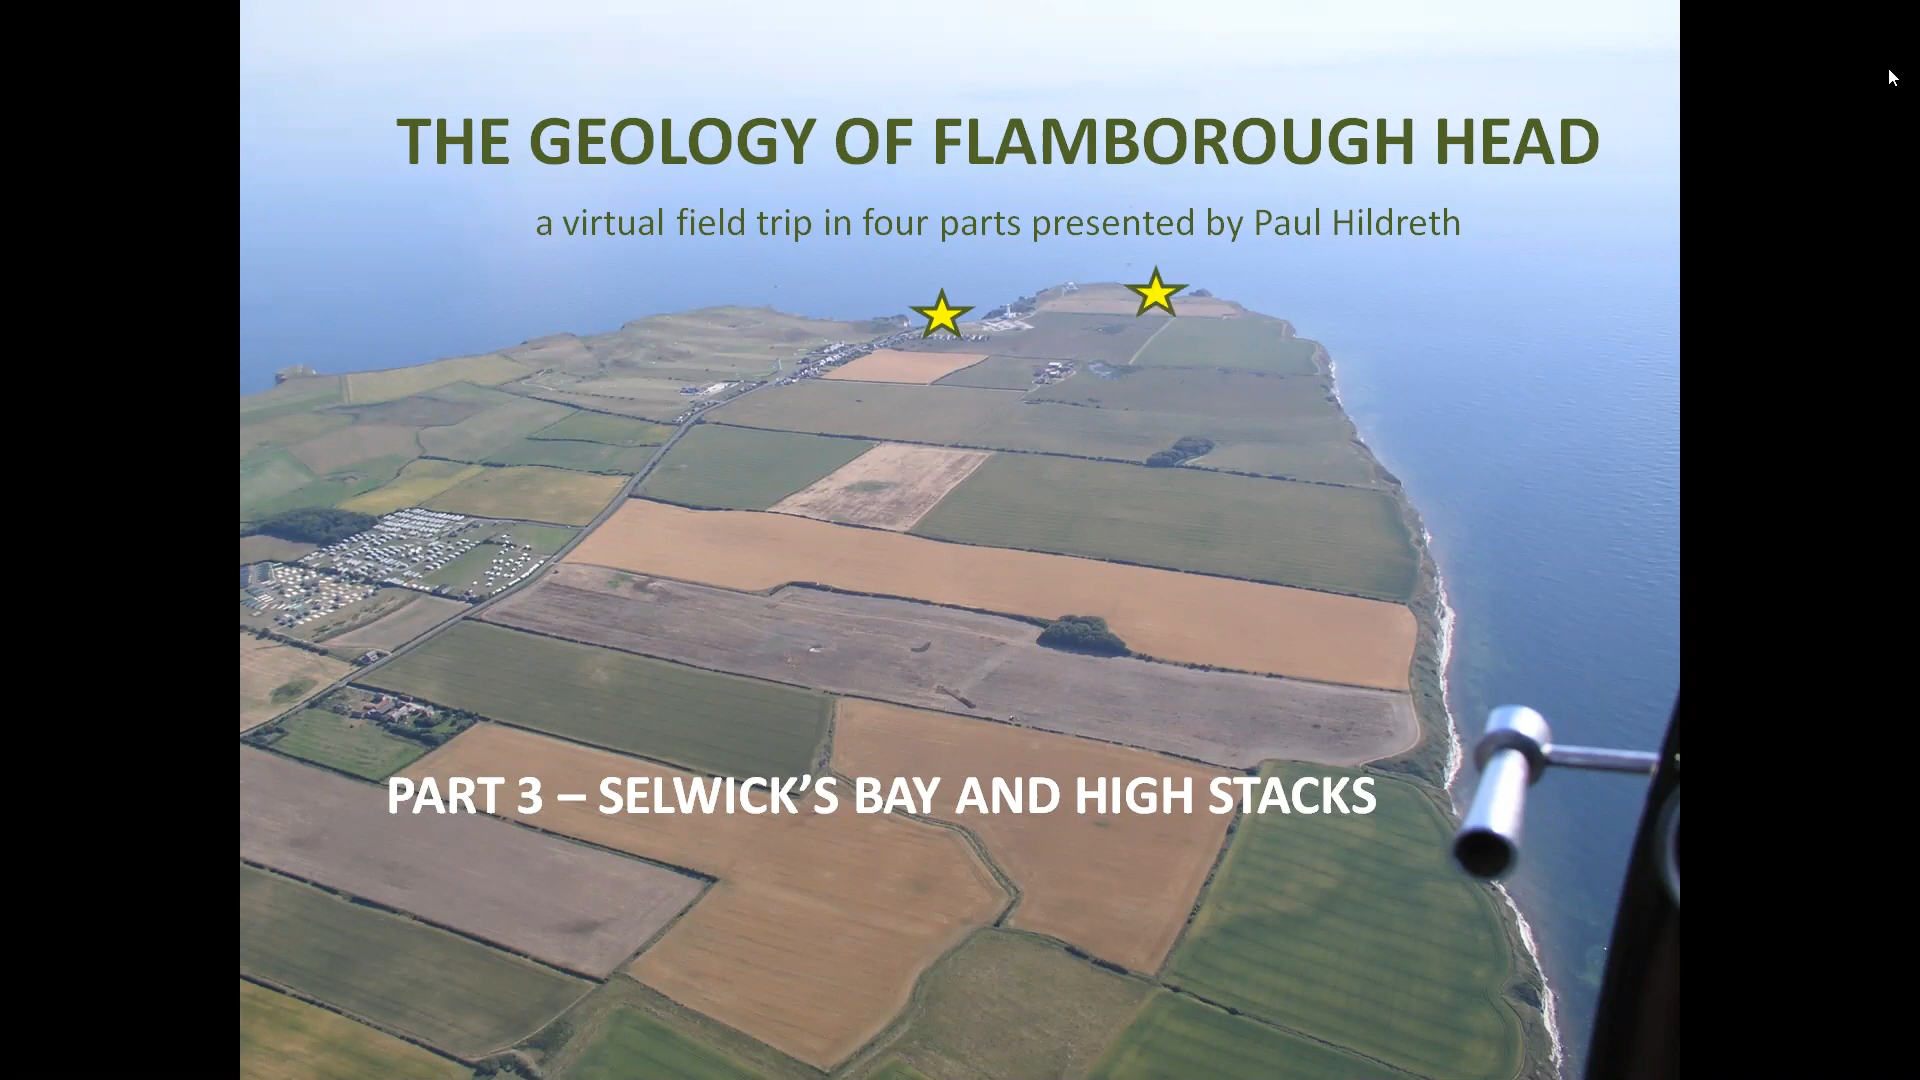 THE GEOLOGY OF FLAMBOROUGH HEAD
a virtual field trip in four parts presented by Paul Hildreth
PART 3 – SELWICK’S BAY AND HIGH STACKS